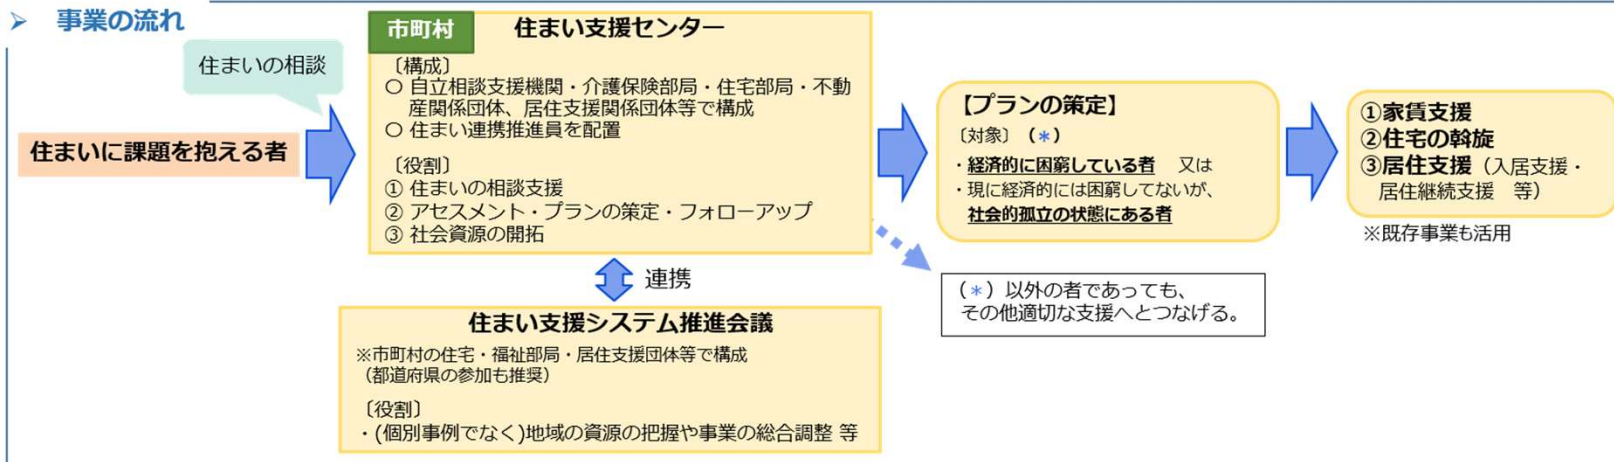 ➢ 事業の流れ
住まいの相談
住まいに課題を抱える者
市町村
住まい支援センター
〔構成〕
○ 自立相談支援機関・介護保険部局・住宅部局・不動
産関係団体、居住支援関係団体等で構成
○ 住まい連携推進員を配置
〔役割〕
① 住まいの相談支援
② アセスメント・プランの策定・フォローアップ
③ 社会資源の開拓
連携
住まい支援システム推進会議
※市町村の住宅・福祉部局・居住支援団体等で構成
（都道府県の参加も推奨）
〔役割〕
・(個別事例でなく)地域の資源の把握や事業の総合調整 等
【プランの策定】
〔対象〕（＊）
・経済的に困窮している者　又は
・現に経済的には困窮してないが、
社会的孤立の状態にある者
（＊）以外の者であっても、
その他適切な支援へとつなげる。
①家賃支援
②住宅の斡旋
③居住支援（入居支援・
居住継続支援　等）
※既存事業も活用